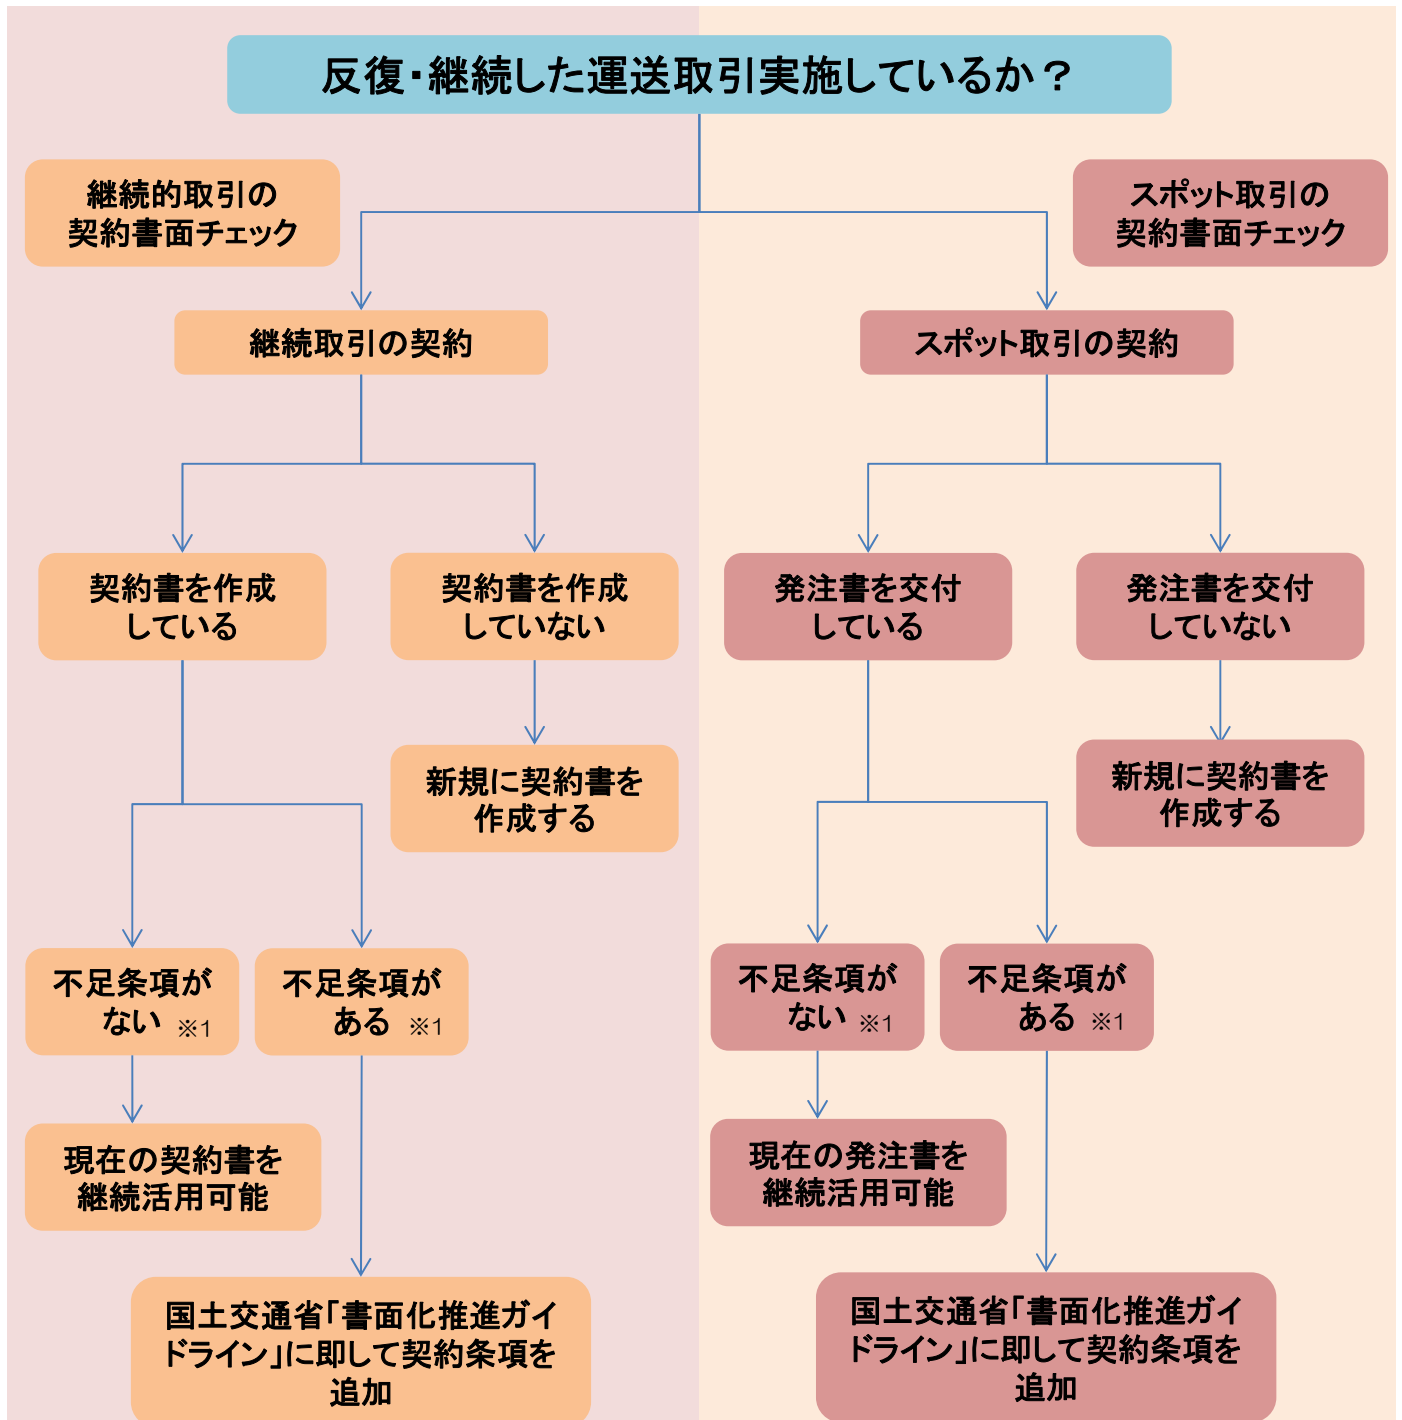 反復・継続した運送取引実施しているか？
継続的取引の
契約書面チェック
スポット取引の
契約書面チェック
継続取引の契約
スポット取引の契約
契約書を作成
している
契約書を作成
していない
発注書を交付
している
発注書を交付
していない
新規に契約書を
作成する
新規に契約書を
作成する
不足条項が
ない ※1
不足条項が
ある ※1
不足条項が
ない ※1
不足条項が
ある ※1
現在の契約書を
継続活用可能
現在の発注書を
継続活用可能
国土交通省「書面化推進ガイ
ドライン」に即して契約条項を
追加
国土交通省「書面化推進ガイ
ドライン」に即して契約条項を
追加